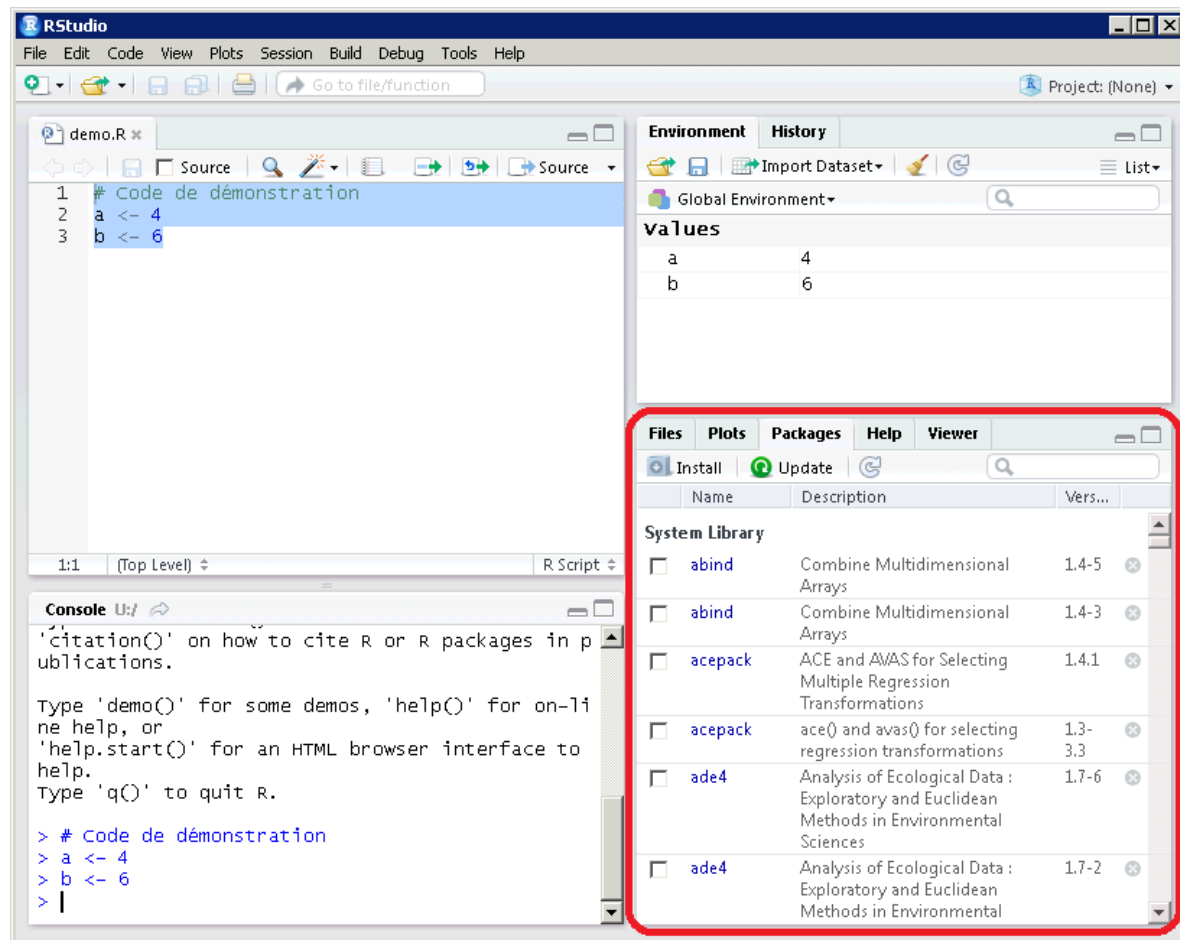 RStudio
File Edit Code View Plots Session Build Debug Tools Help
Go to file/function
Project: (None)
demo.R
Source
Source
1 # Code de démonstration
2 a <- 4
3 b <- 6
1:1 (Top Level) R Script
Console U:/
'citation()' on how to cite R or R packages in p
ublications.
Type 'demo()' for some demos, 'help()' for on-li
ne help, or
'help.start()' for an HTML browser interface to
help.
Type 'q()' to quit R.
> # Code de démonstration
> a <- 4
> b <- 6
>
Environment History
Import Dataset List
Global Environment
Values
a 4
b 6
Files Plots Packages Help Viewer
Install Update
Name Description Vers...
System Library
abind Combine Multidimensional 1.4-5
Arrays
abind Combine Multidimensional 1.4-3
Arrays
acepack ACE and AVAS for Selecting 1.4.1
Multiple Regression
Transformations
acepack ace() and avas() for selecting 1.3-
regression transformations 3.3
ade4 Analysis of Ecological Data : 1.7-6
Exploratory and Euclidean
Methods in Environmental
Sciences
ade4 Analysis of Ecological Data : 1.7-2
Exploratory and Euclidean
Methods in Environmental